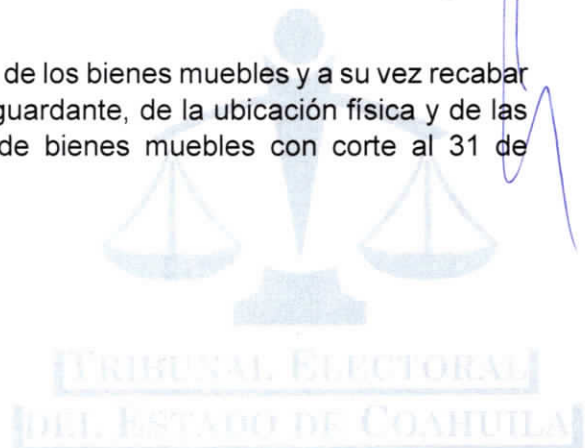 de los bienes muebles y a su vez recabar
guardante, de la ubicación física y de las
de bienes muebles con corte al 31 de
TRIBUNAL ELECTORAL
DEL ESTADO DE COAHUILA